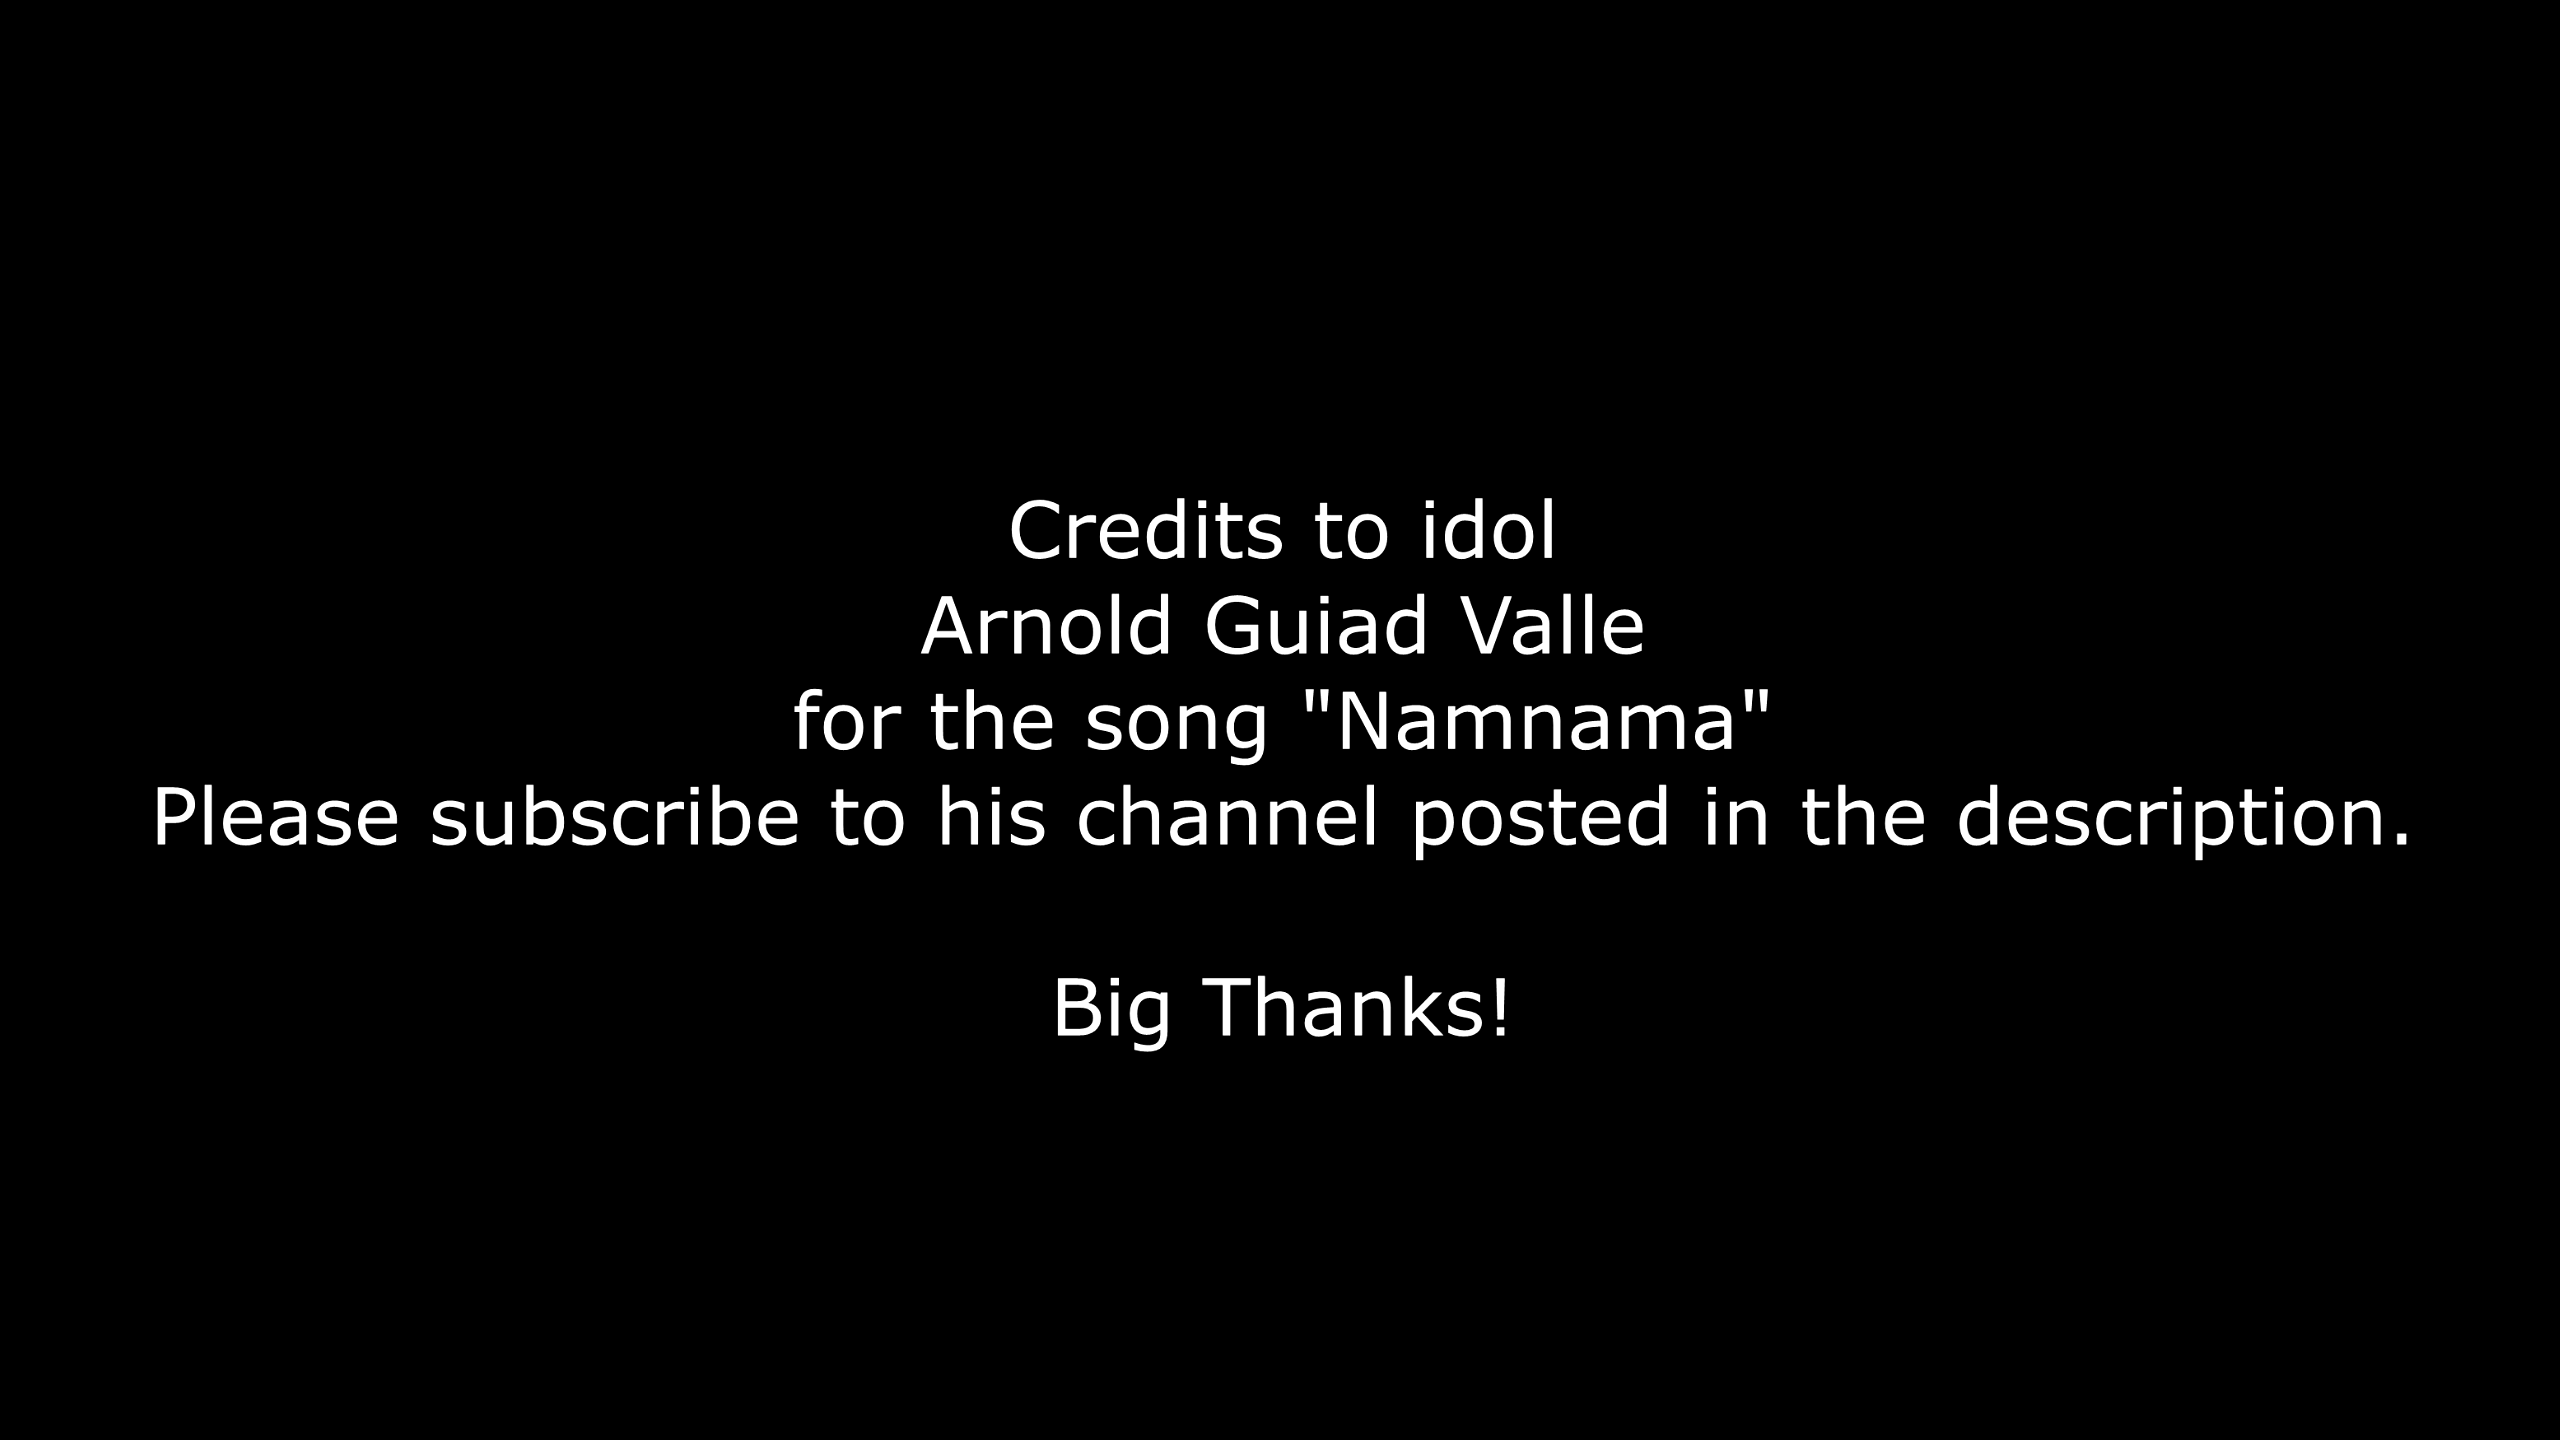 Credits to idol
Arnold Guiad Valle
for the song "Namnama"
Please subscribe to his channel posted in the description.
Big Thanks!